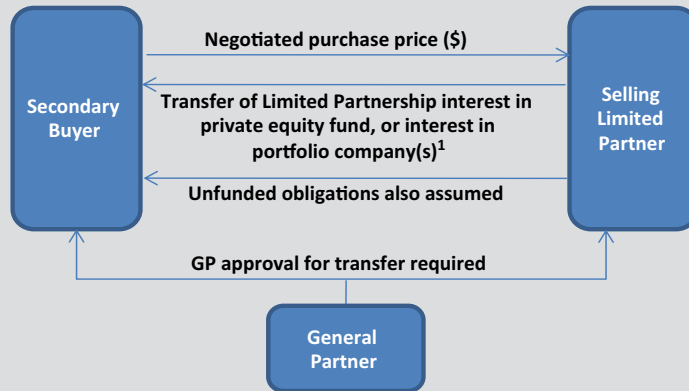 Negotiated purchase price ($)
Secondary
Buyer
Transfer of Limited Partnership interest in
private equity fund, or interest in
portfolio company(s)¹
Selling
Limited
Partner
Unfunded obligations also assumed
GP approval for transfer required
General
Partner